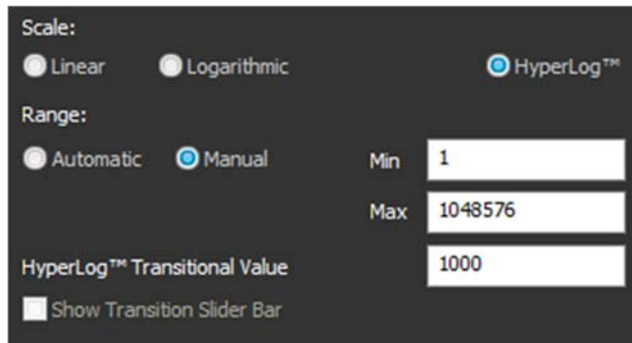 Scale:
Linear Logarithmic HyperLog™
Range:
Automatic Manual Min 1
Max 1048576
HyperLog™ Transitional Value 1000
Show Transition Slider Bar